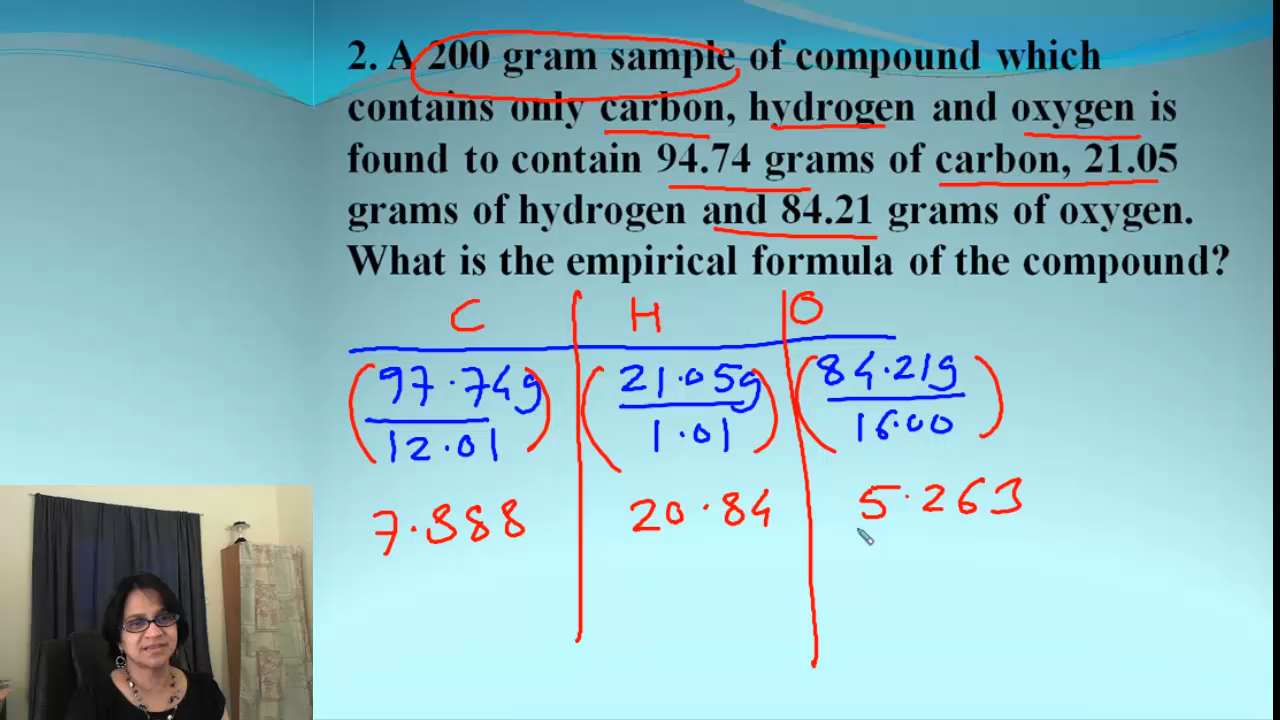 2. A 200 gram sample of compound which
contains only carbon, hydrogen and oxygen is
found to contain 94.74 grams of carbon, 21.05
grams of hydrogen and 84.21 grams of oxygen.
What is the empirical formula of the compound?
C H O
(97.74g) (21.05g) (84.21g)
12.01 1.01 16.00
7.888 20.84 5.263